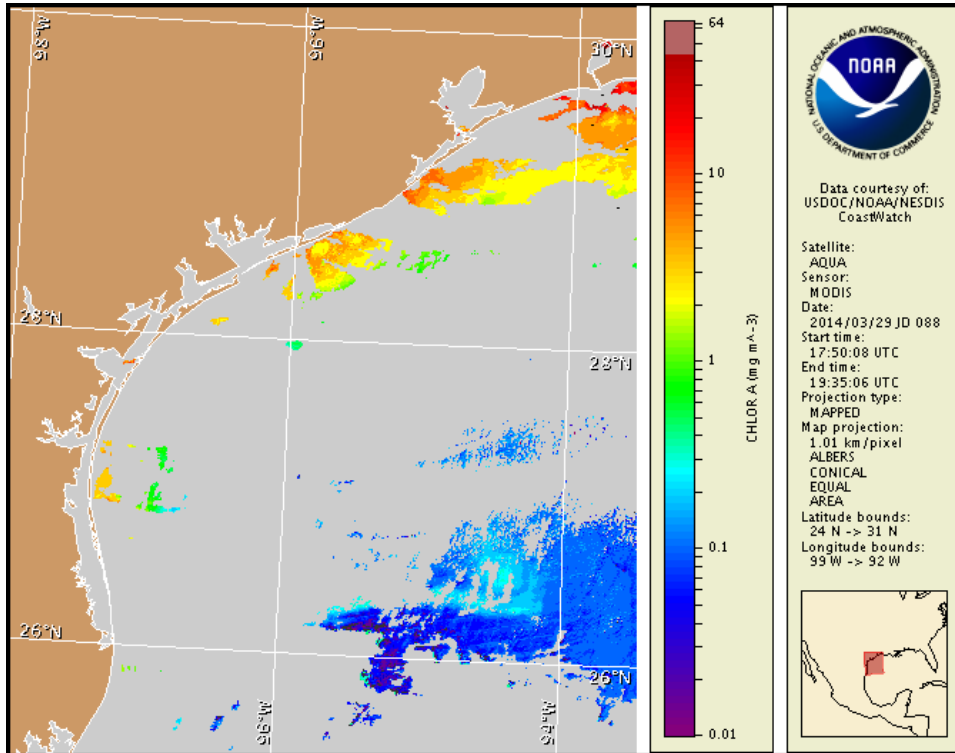 98°W
96°W
30°N
28°N
28°N
26°N
26°N
96°W
94°W
64
10
1
0.1
0.01
CHLOR A (mg m^-3)
NATIONAL OCEANIC AND ATMOSPHERIC ADMINISTRATION
NOAA
U.S. DEPARTMENT OF COMMERCE
Data courtesy of:
USDOC/NOAA/NESDIS
CoastWatch
Satellite:
AQUA
Sensor:
MODIS
Date:
2014/03/29 JD 088
Start time:
17:50:08 UTC
End time:
19:35:06 UTC
Projection type:
MAPPED
Map projection:
1.01 km/pixel
ALBERS
CONICAL
EQUAL
AREA
Latitude bounds:
24 N -> 31 N
Longitude bounds:
99 W -> 92 W